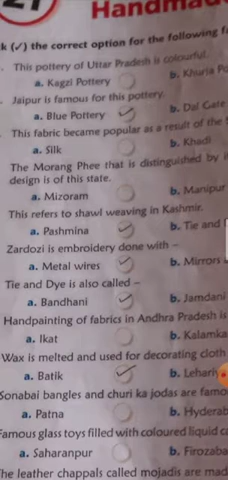 21
Handma
k (✓) the correct option for the following
. This pottery of Uttar Pradesh is colourful.
a. Kagzi Pottery b. Khurja Po
. Jaipur is famous for this pottery.
a. Blue Pottery b. Dal Gate
This fabric became popular as a result of the
a. Silk b. Khadi
The Morang Phee that is distinguished by i
design is of this state.
a. Mizoram b. Manipur
This refers to shawl weaving in Kashmir.
a. Pashmina b. Tie and
Zardozi is embroidery done with –
a. Metal wires b. Mirrors
Tie and Dye is also called –
a. Bandhani b. Jamdani
Handpainting of fabrics in Andhra Pradesh is
a. Ikat b. Kalamka
Wax is melted and used for decorating cloth
a. Batik b. Lehariy
Sonabai bangles and churi ka jodas are famo
a. Patna b. Hyderab
Famous glass toys filled with coloured liquid c
a. Saharanpur b. Firozaba
The leather chappals called mojadis are mad